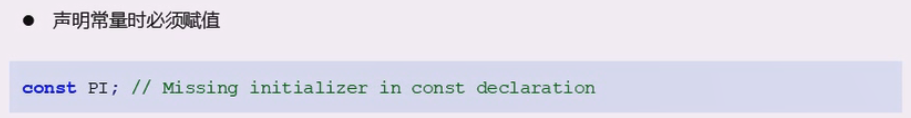 ● 声明常量时必须赋值
const PI; // Missing initializer in const declaration